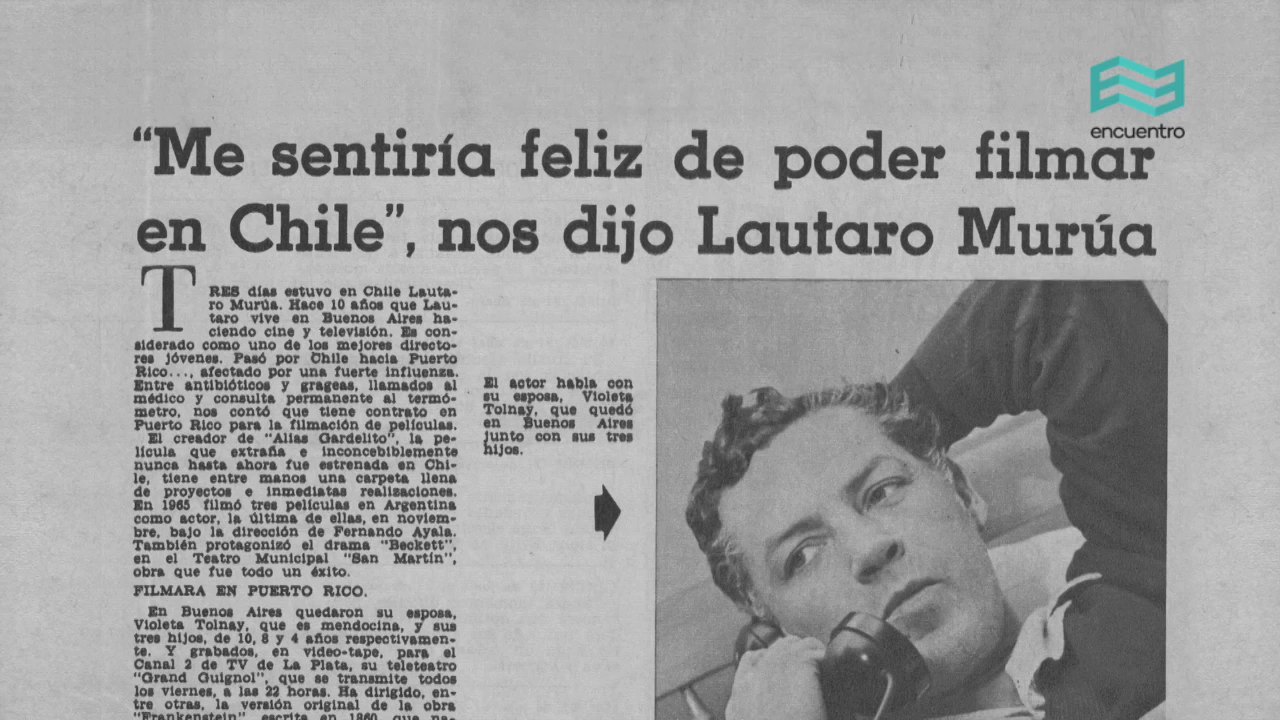 encuentro
“Me sentiría feliz de poder filmar
en Chile”, nos dijo Lautaro Murúa
TRES días estuvo en Chile Lauta-
ro Murúa. Hace 10 años que Lau-
taro vive en Buenos Aires ha-
ciendo cine y televisión. Es con-
siderado como uno de los mejores directo-
res jóvenes. Pasó por Chile hacia Puerto
Rico..., afectado por una fuerte influenza.
Entre antibióticos y grageas, llamados al
médico y consulta permanente al termó-
metro, nos contó que tiene contrato en
Puerto Rico para la filmación de películas.
El creador de "Alias Gardelito", la pe-
lícula que extraña e inconcebiblemente
nunca hasta ahora fue estrenada en Chi-
le, tiene entre manos una carpeta llena
de proyectos e inmediatas realizaciones.
En 1965 filmó tres películas en Argentina
como actor, la última de ellas, en noviem-
bre, bajo la dirección de Fernando Ayala.
También protagonizó el drama "Beckett",
en el Teatro Municipal "San Martín",
obra que fue todo un éxito.
FILMARA EN PUERTO RICO.
En Buenos Aires quedaron su esposa,
Violeta Tolnay, que es mendocina, y sus
tres hijos, de 10, 8 y 4 años respectivamen-
te. Y grabados, en video-tape, para el
Canal 2 de TV de La Plata, su teleteatro
"Grand Guignol", que se transmite todos
los viernes, a las 22 horas. Ha dirigido, en-
tre otras, la versión original de la obra
"Frankenstein", escrita en 1860, que na-
El actor habla con
su esposa, Violeta
Tolnay, que quedó
en Buenos Aires
junto con sus tres
hijos.